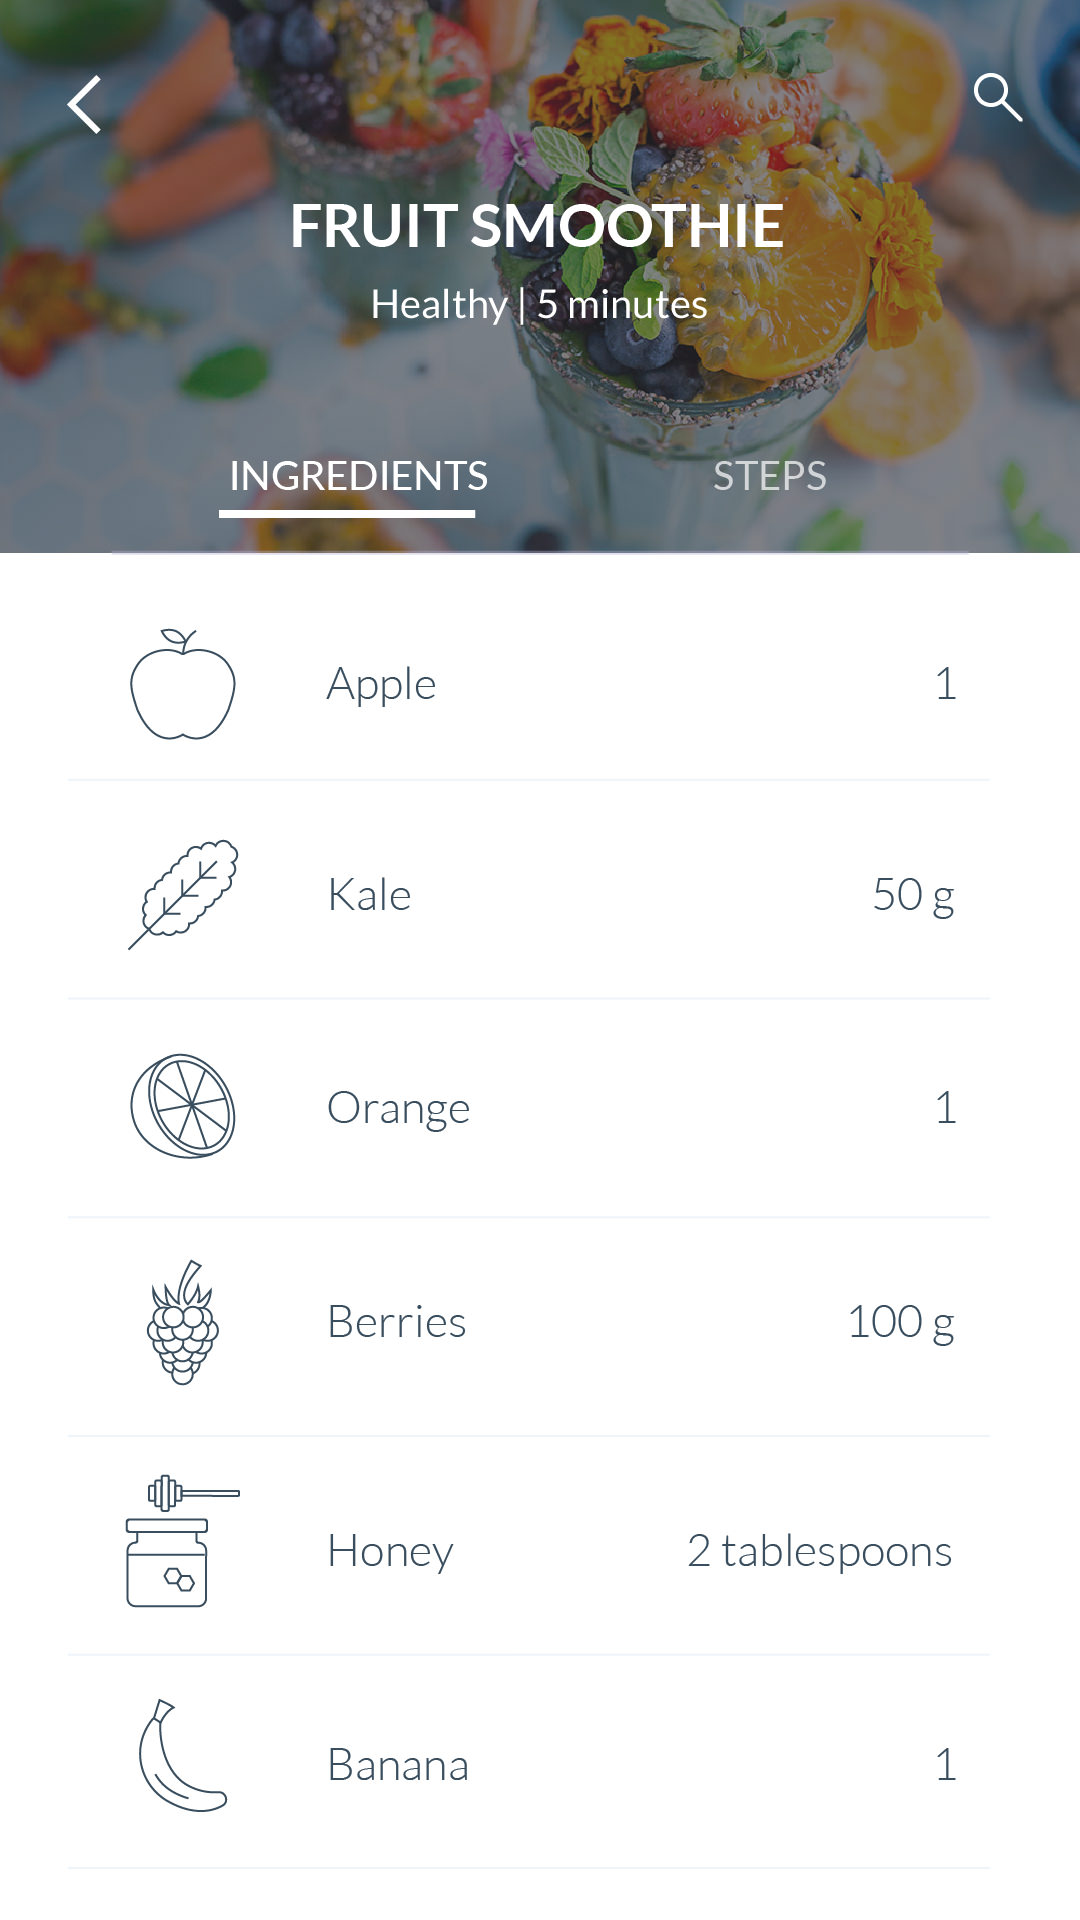 FRUIT SMOOTHIE
Healthy | 5 minutes
INGREDIENTS STEPS
Apple 1
Kale 50 g
Orange 1
Berries 100 g
Honey 2 tablespoons
Banana 1